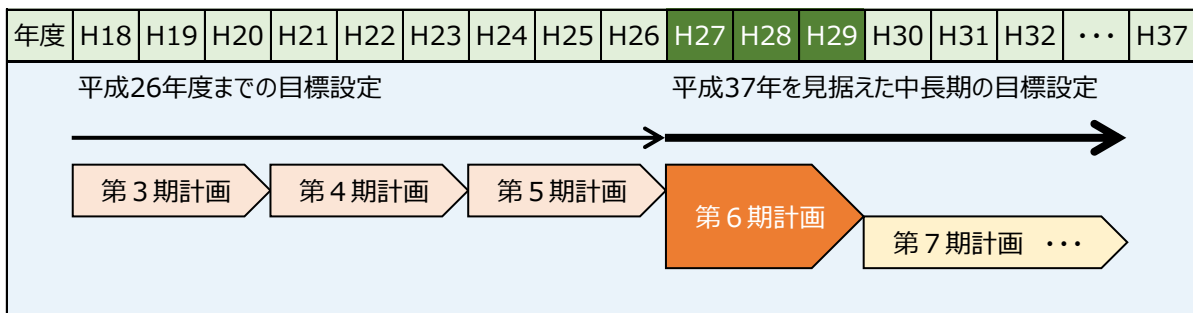 年度 H18 H19 H20 H21 H22 H23 H24 H25 H26 H27 H28 H29 H30 H31 H32 ・・・ H37
平成26年度までの目標設定 平成37年を見据えた中長期の目標設定
第３期計画 第４期計画 第５期計画 第６期計画
第７期計画 ・・・